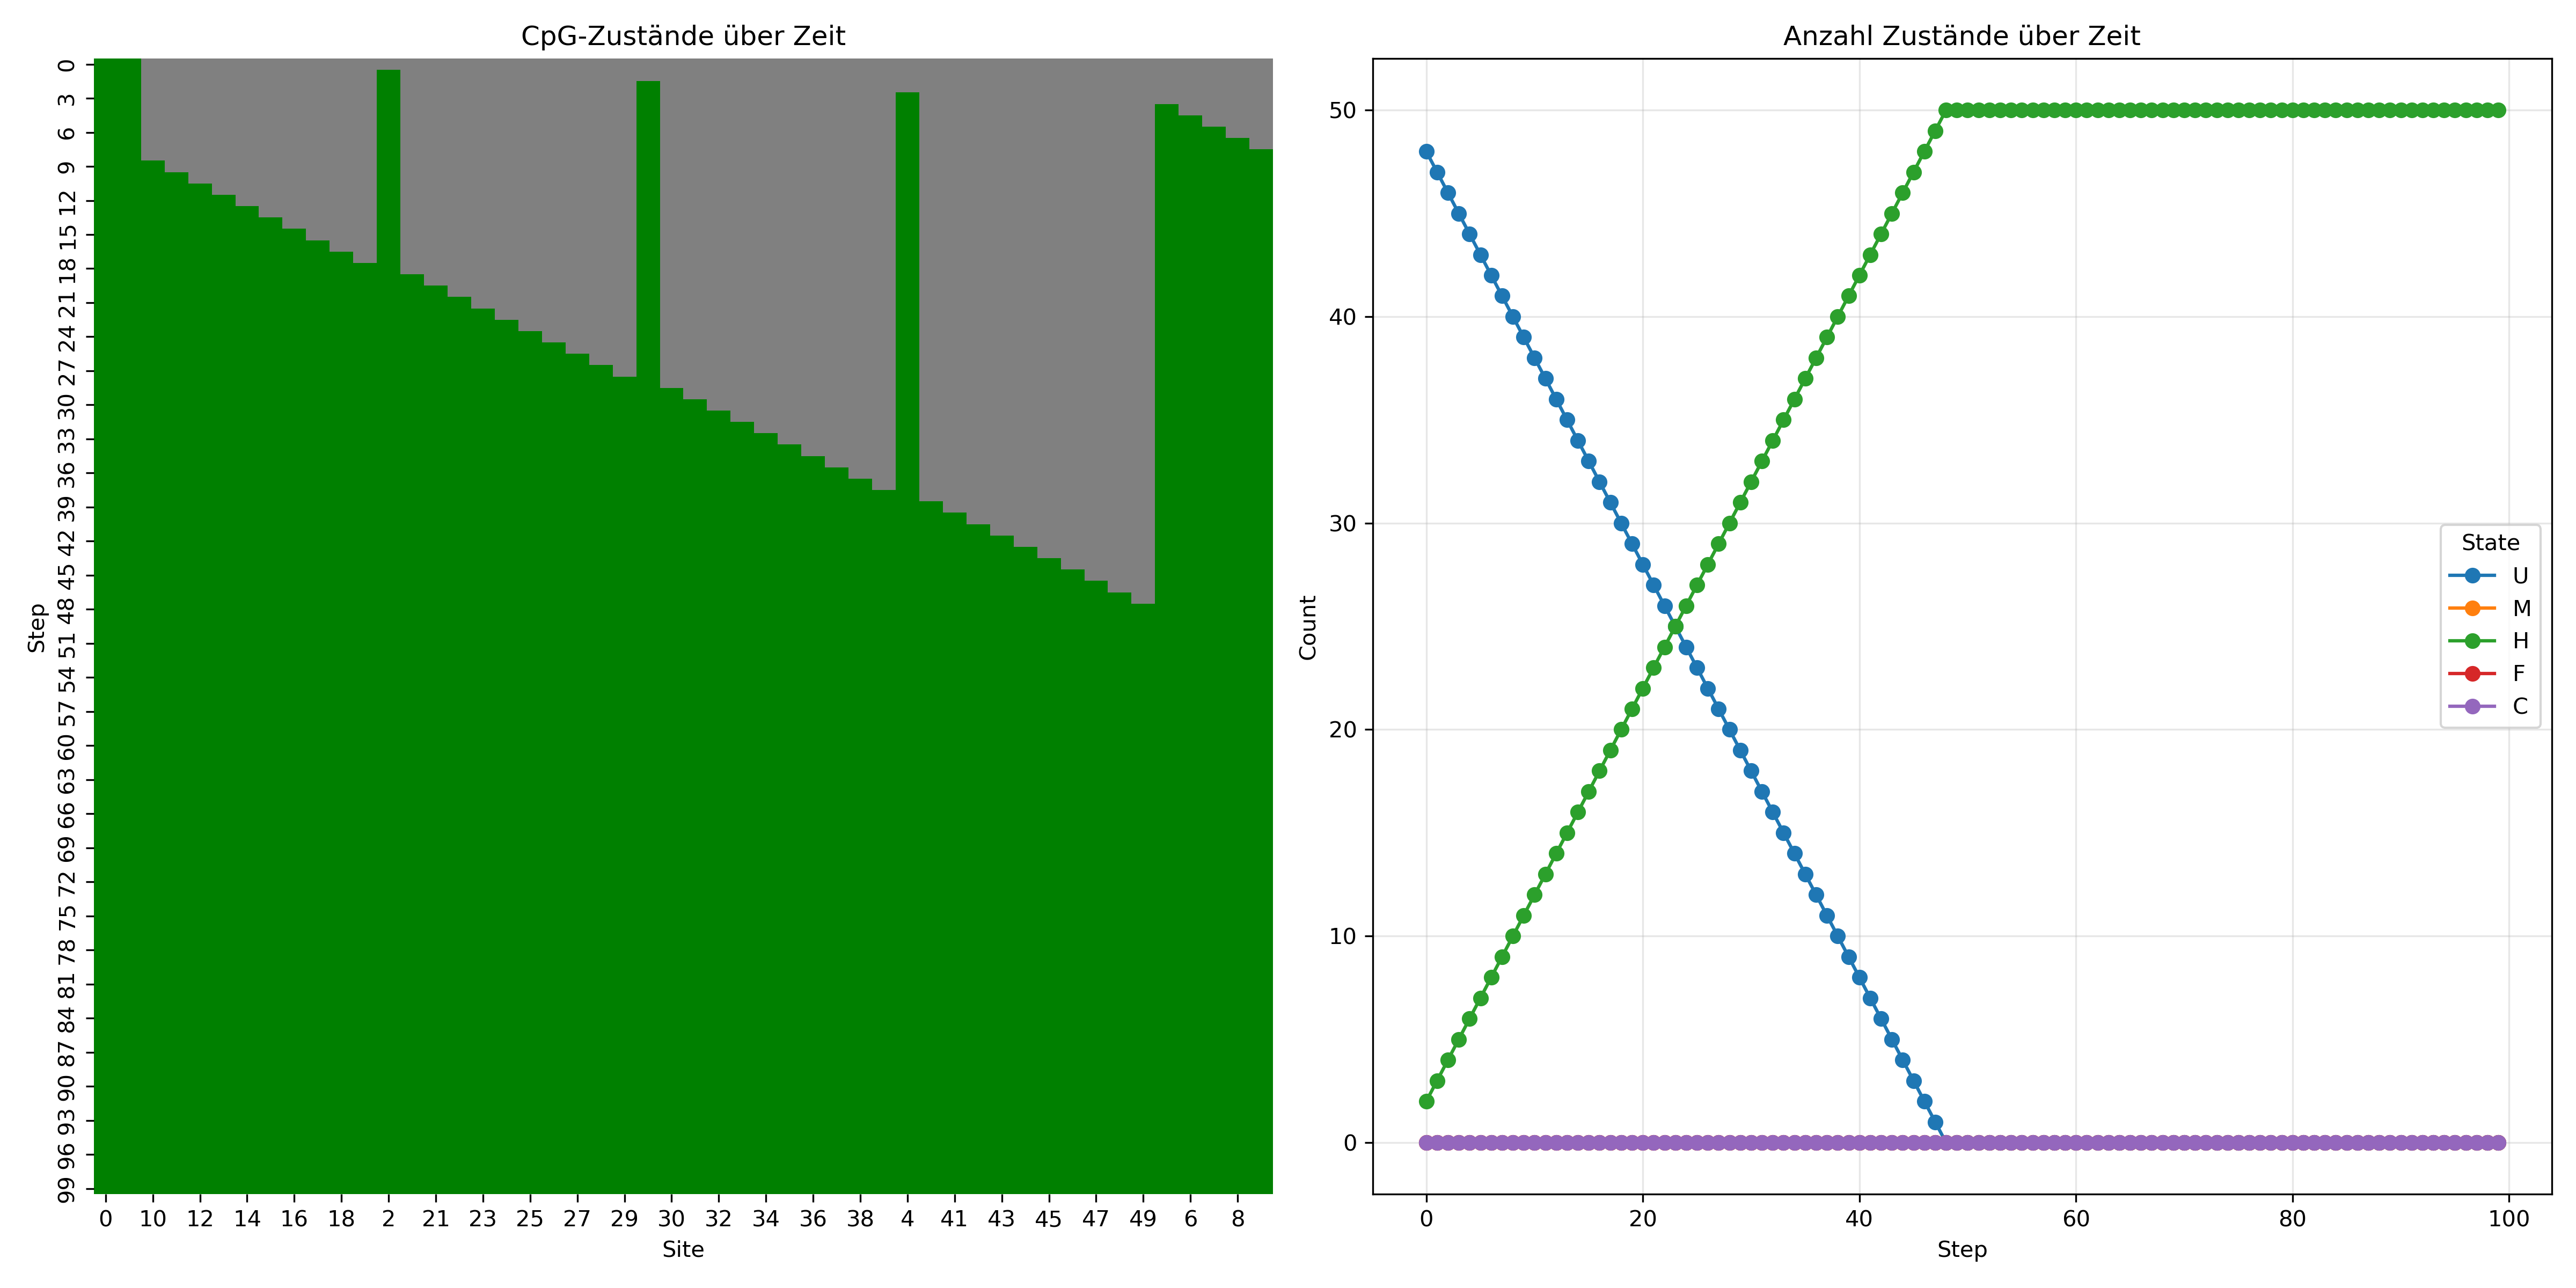 CpG-Zustände über Zeit
0
3
6
9
12
15
18
21
24
27
30
33
36
39
42
45
48
51
54
57
60
63
66
69
72
75
78
81
84
87
90
93
96
99
Step
0 10 12 14 16 18 2 21 23 25 27 29 30 32 34 36 38 4 41 43 45 47 49 6 8
Site
Anzahl Zustände über Zeit
50
40
30
20
10
0
Count
0 20 40 60 80 100
Step
State
U
M
H
F
C